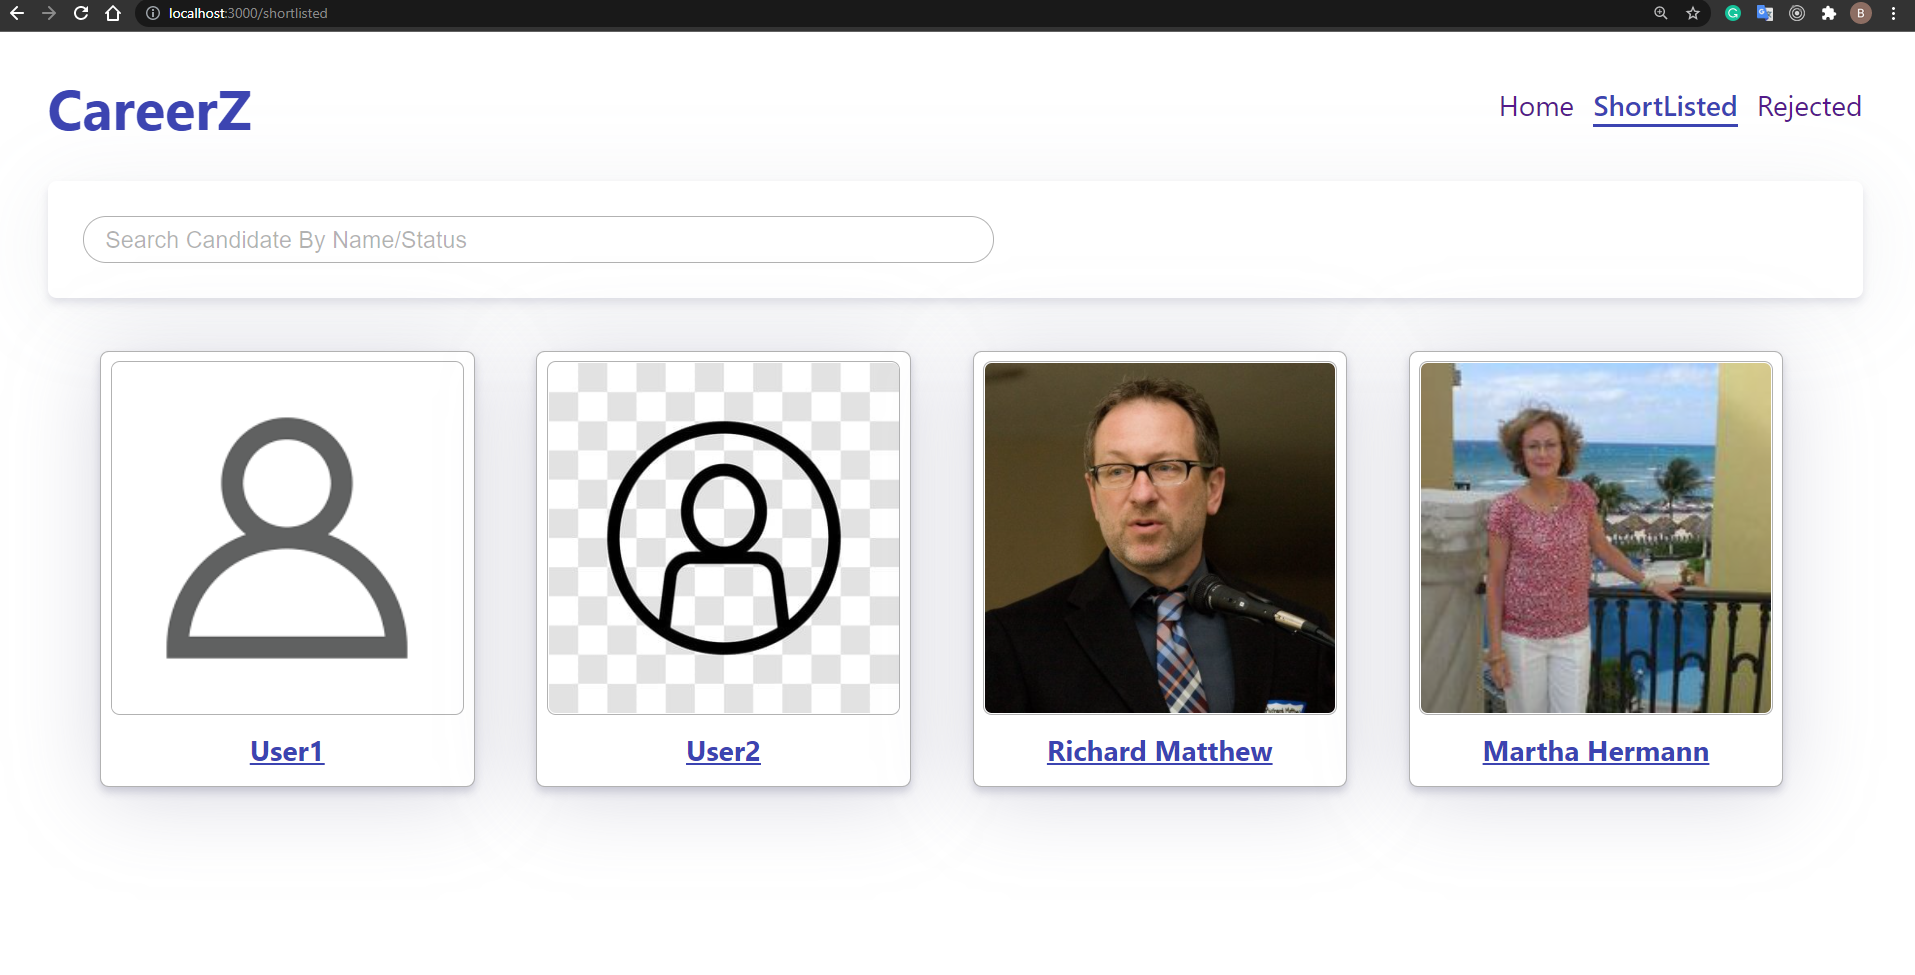 localhost:3000/shortlisted
B
CareerZ
Home ShortListed Rejected
Search Candidate By Name/Status
User1
User2
Richard Matthew
Martha Hermann